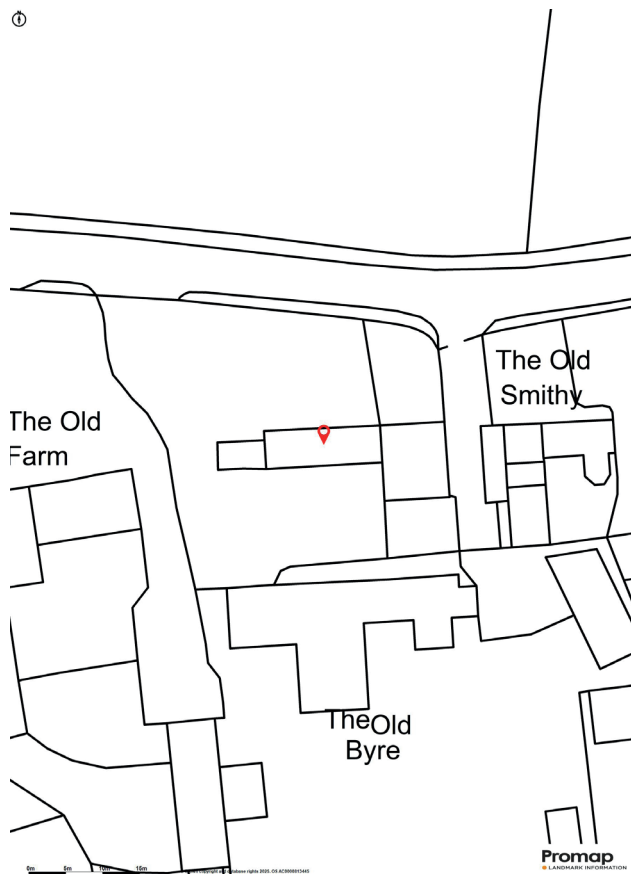 N
The Old
Smithy
The Old
Farm
The Old
Byre
0m 5m 10m 15m
Promap
LANDMARK INFORMATION